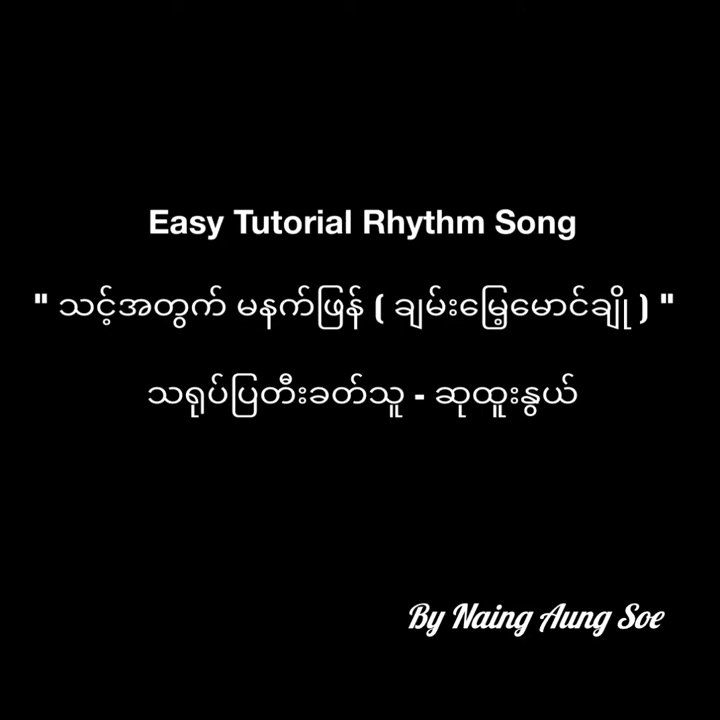 Easy Tutorial Rhythm Song
" သင့်အတွက် မနက်ဖြန် ( ချမ်းမြေ့မောင်ချို ) "
သရုပ်ပြတီးခတ်သူ - ဆုထူးနွယ်
By Naing Aung Soe